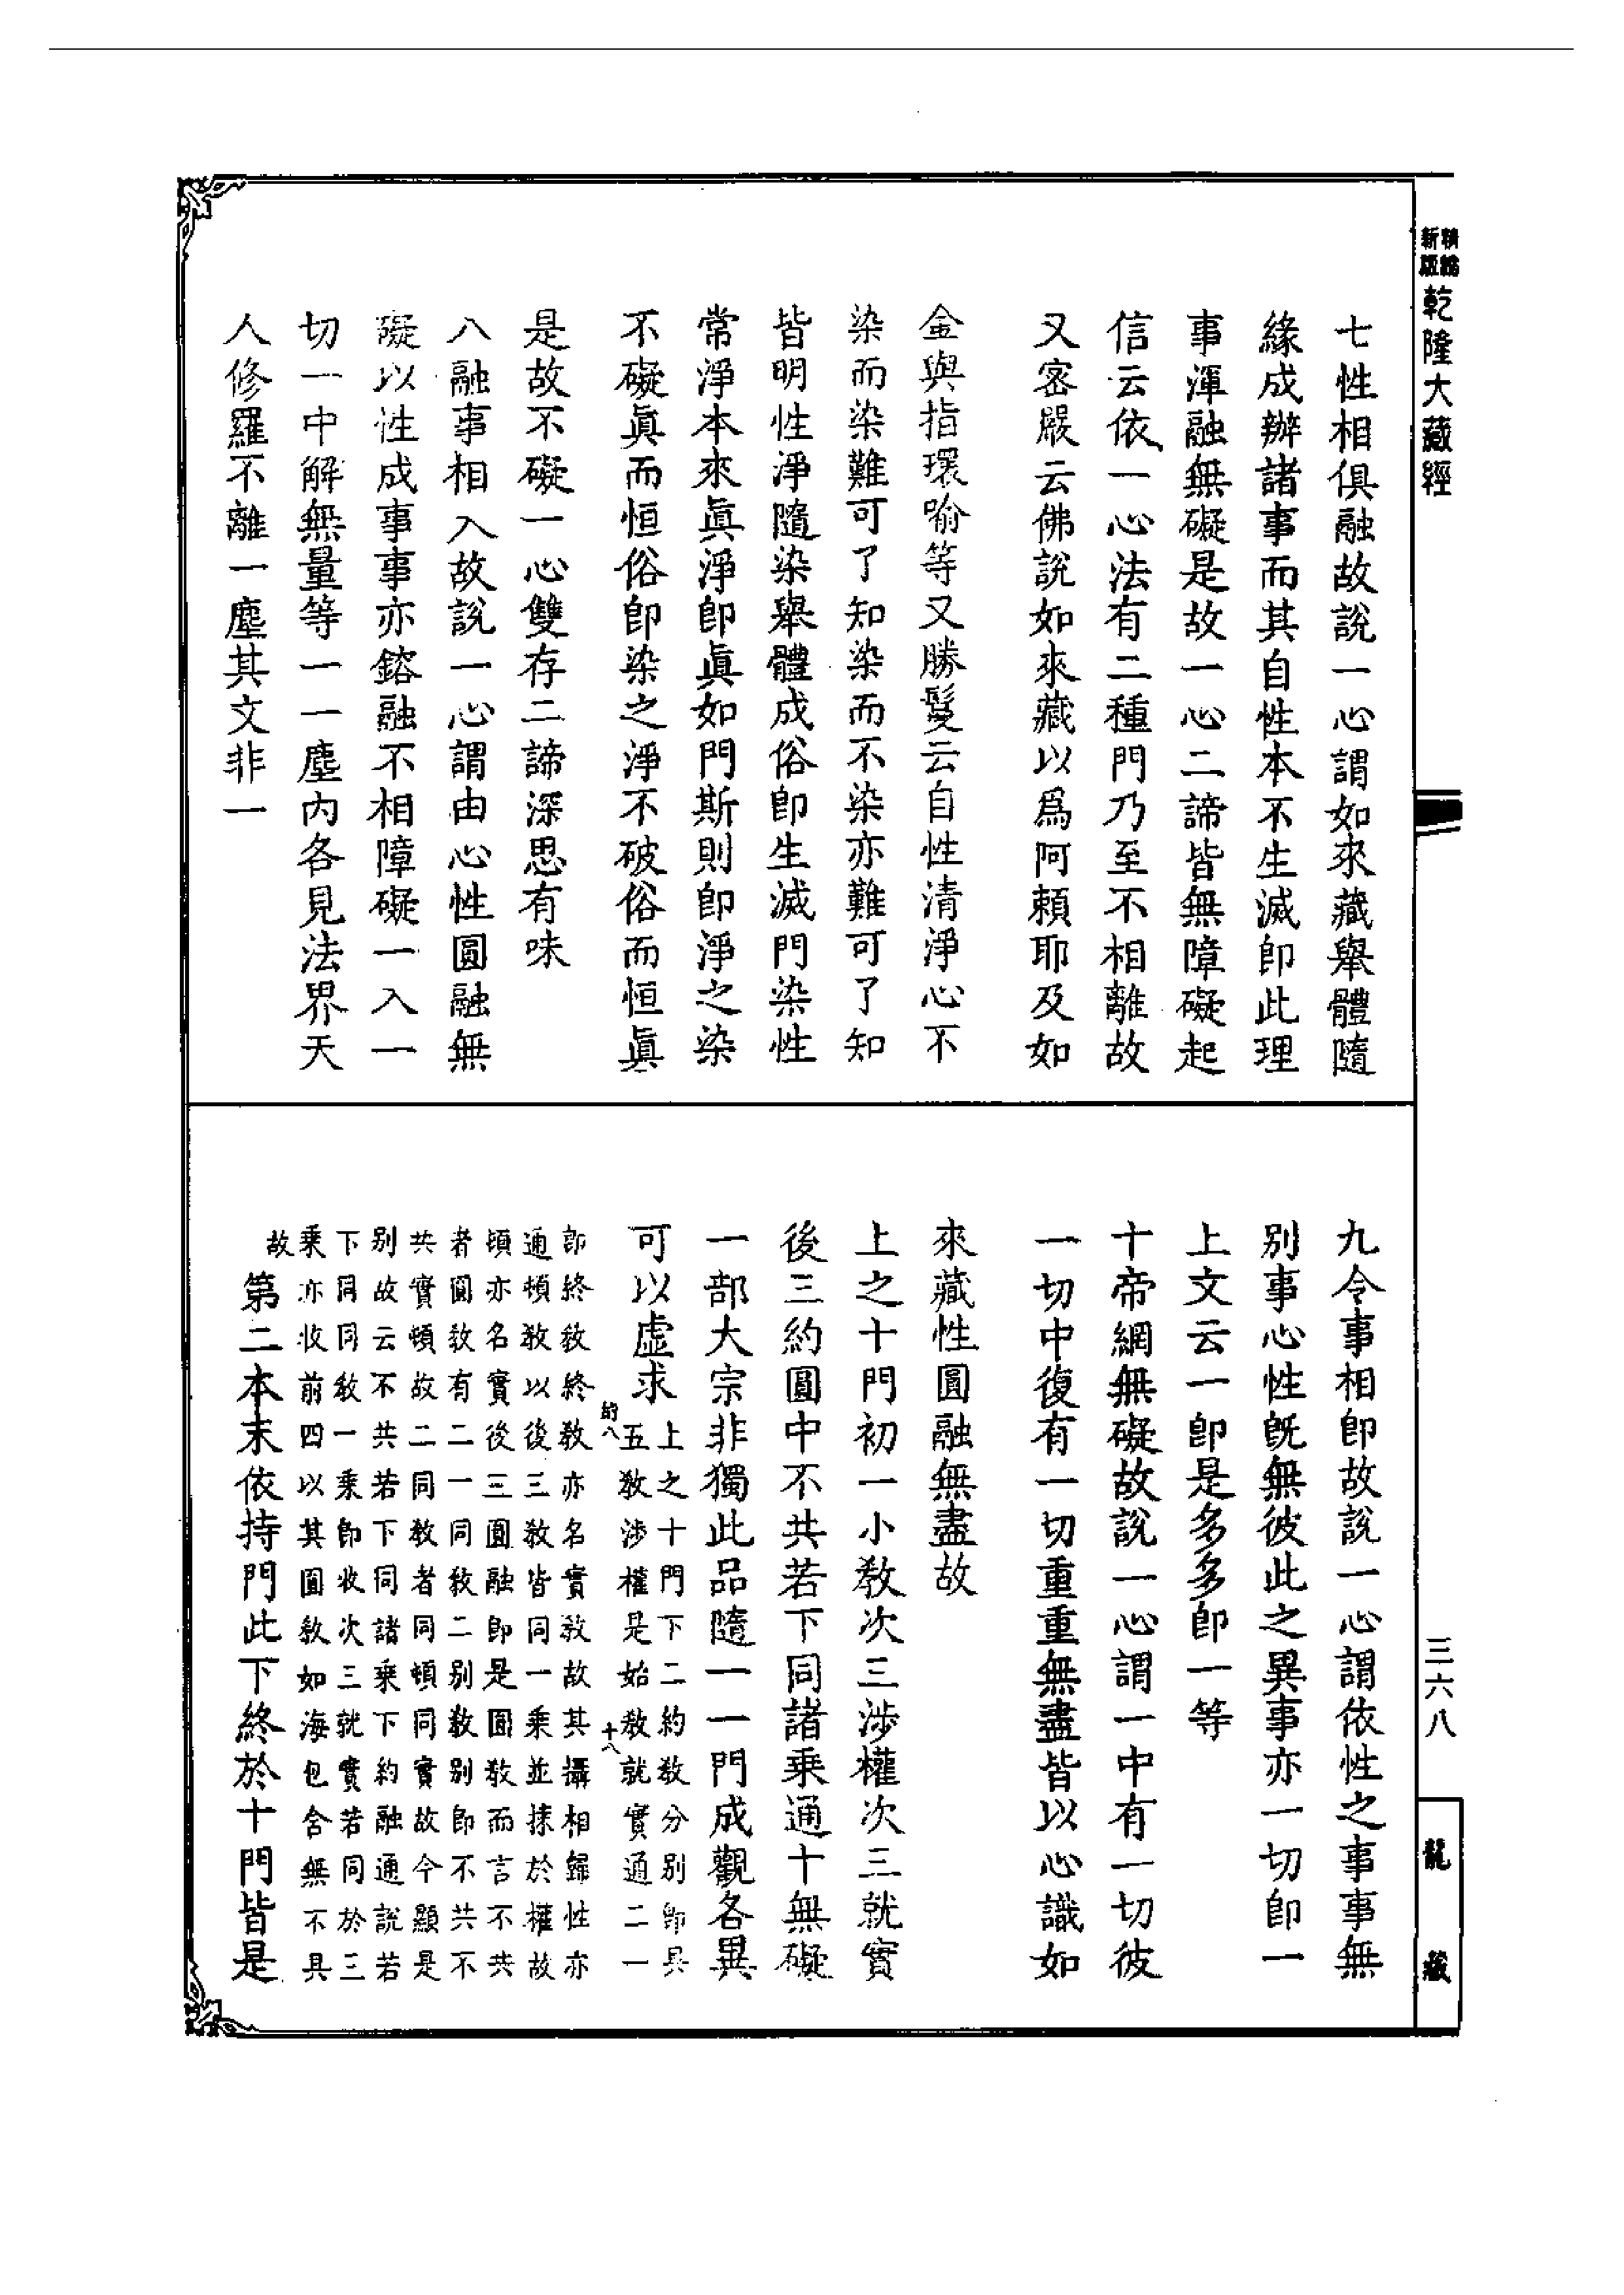 新版精縮
乾隆大藏經
七性相俱融故說一心謂如來藏舉體隨
緣成辦諸事而其自性本不生滅卽此理
事渾融無礙是故一心二諦皆無障礙起
信云依一心法有二種門乃至不相離故
又密嚴云佛說如來藏以爲阿賴耶及如
金與指環喻等又勝鬘云自性清淨心不
染而染難可了知染而不染亦難可了知
皆明性淨隨染舉體成俗卽生滅門染性
常淨本來眞淨卽眞如門斯則卽淨之染
不礙眞而恒俗卽染之淨不破俗而恒眞
是故不礙一心雙存二諦深思有味
八融事相入故說一心謂由心性圓融無
礙以性成事事亦鎔融不相障礙一入一
切一中解無量等一一塵內各見法界天
人修羅不離一塵其文非一
九令事相卽故說一心謂依性之事事無
別事心性旣無彼此之異事亦一切卽一
上文云一卽是多多卽一等
十帝網無礙故說一心謂一中有一切彼
一切中復有一切重重無盡皆以心識如
來藏性圓融無盡故
上之十門初一小教次三涉權次三就實
後三約圓中不共若下同諸乘通十無礙
一部大宗非獨此品隨一一門成觀各異
可以虛求
上之十門下二約教分別卽具
五教涉權是始教就實通二一
卽終教終教亦名實教故其攝相歸性亦
通頓教以後三教皆同一乘並揀於權故
頓亦名實後三圓融卽是圓教而言不共
者圓教有二一同教二別教別卽不共不
共實頓故二同教者同頓同實故今顯是
別故云不共若下同諸乘下約融通說若
下同同教一乘卽收次三就實若同於三
乘亦收前四以其圓教如海包含無不具
故
第二本末依持門此下終於十門皆是
三六八
龍藏